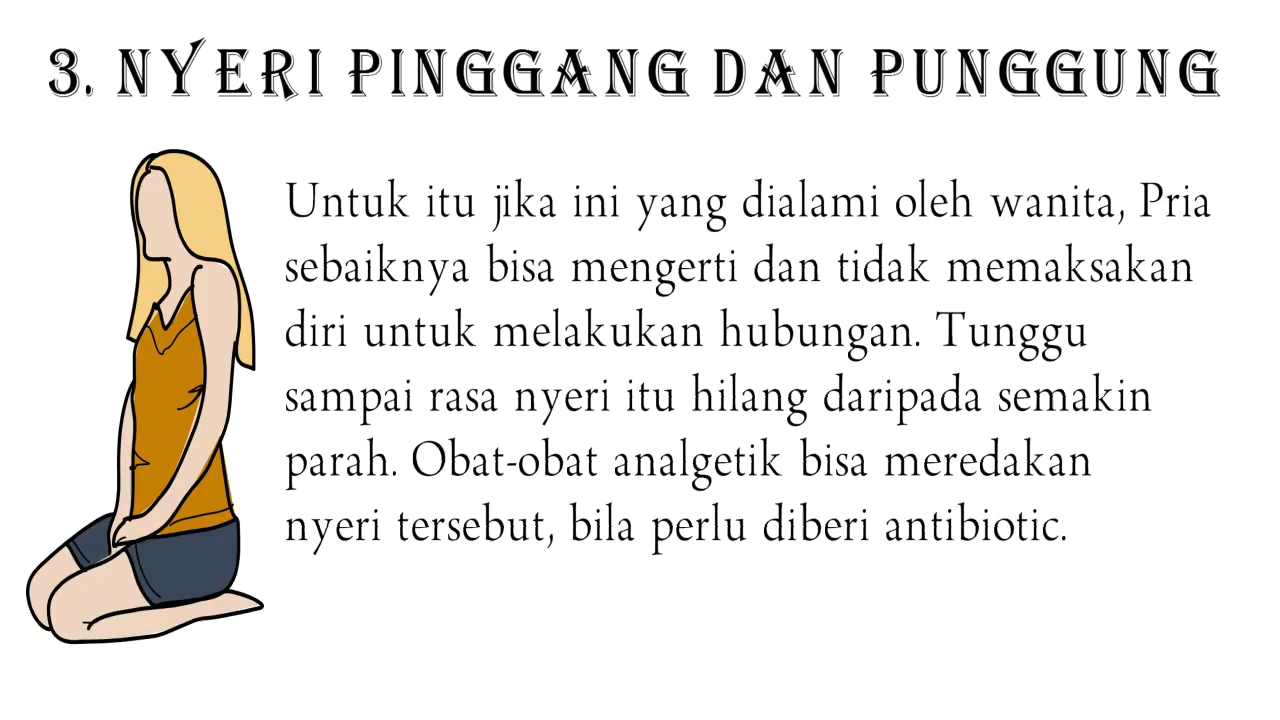 3. NYERI PINGGANG DAN PUNGGUNG
Untuk itu jika ini yang dialami oleh wanita, Pria
sebaiknya bisa mengerti dan tidak memaksakan
diri untuk melakukan hubungan. Tunggu
sampai rasa nyeri itu hilang daripada semakin
parah. Obat-obat analgetik bisa meredakan
nyeri tersebut, bila perlu diberi antibiotic.